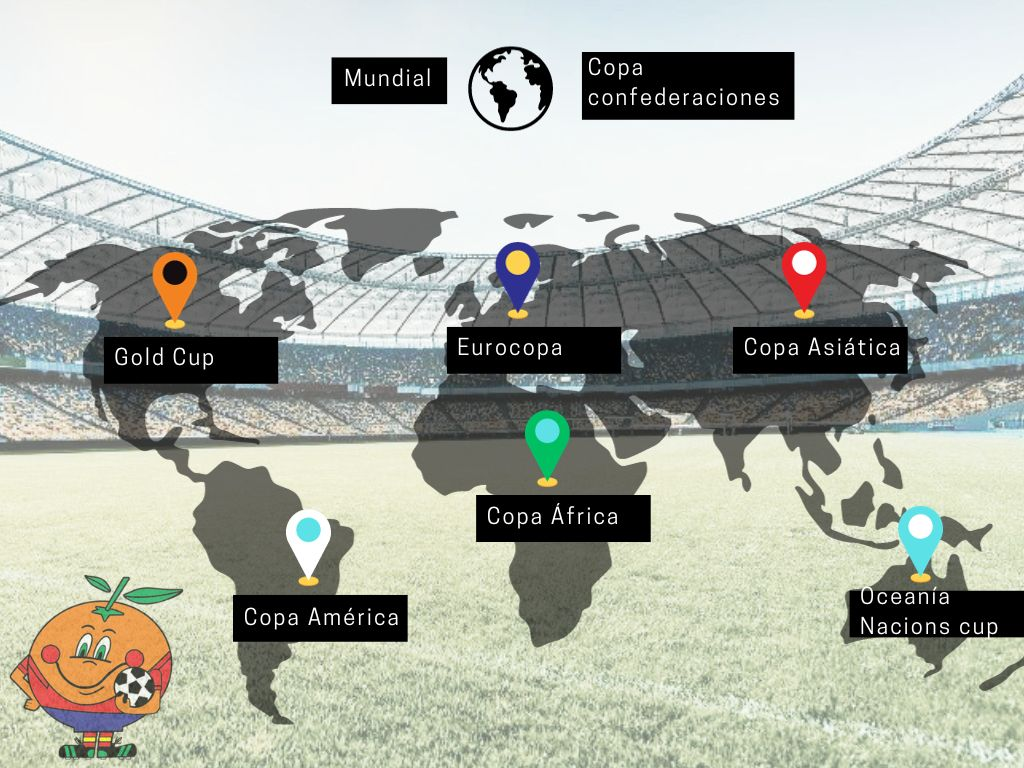 Mundial
Copa
confederaciones
Gold Cup
Eurocopa
Copa Asiática
Copa África
Copa América
Oceanía
Nacions cup